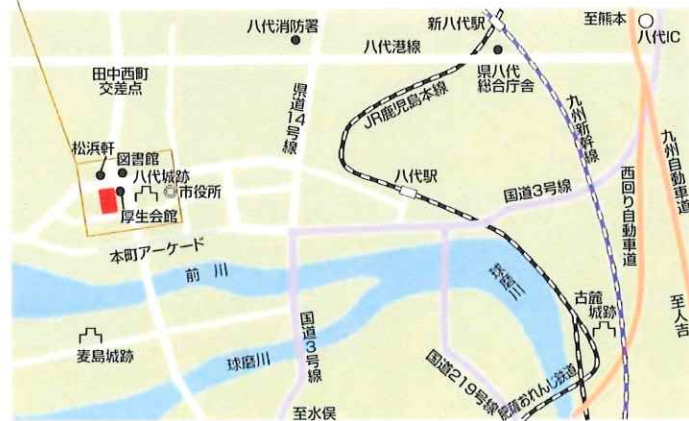 八代消防署
新八代駅
至熊本
八代IC
八代港線
田中西町
交差点
県道14号線
JR鹿児島本線
県八代
総合庁舎
九州新幹線
西回り自動車道
九州自動車道
松浜軒
図書館
八代城跡
市役所
厚生会館
八代駅
国道3号線
本町アーケード
前川
球磨川
古麓
城跡
至人吉
麦島城跡
球磨川
国道3号線
国道219号線
肥薩おれんじ鉄道
至水俣